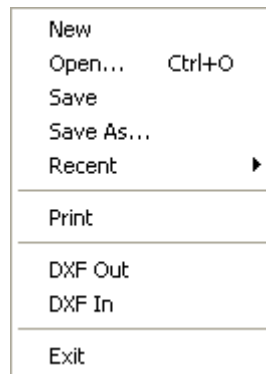 New
Open... Ctrl+O
Save
Save As...
Recent
Print
DXF Out
DXF In
Exit